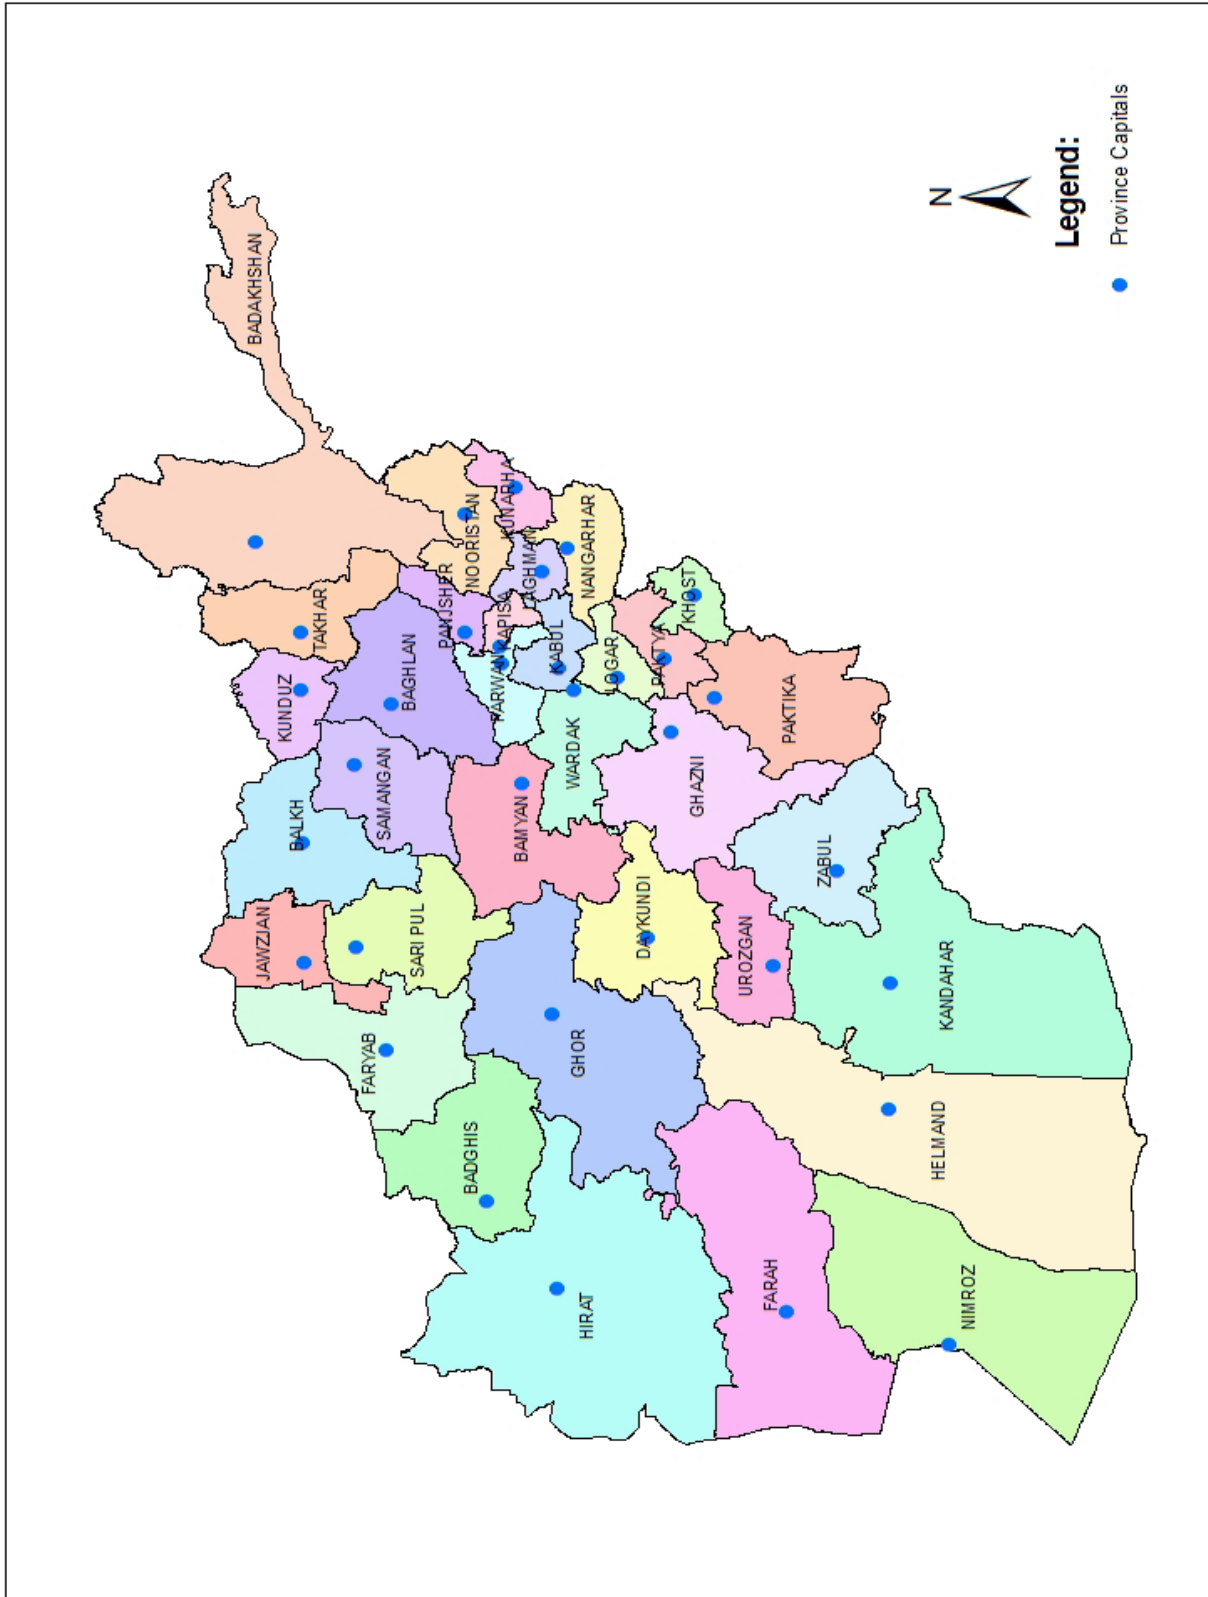 BADAKHSHAN
TAKHAR
KUNDUZ
BALKH
JAWZJAN
BAGHLAN
SAMANGAN
SARI PUL
FARYAB
BADGHIS
NOORISTAN
KUNARHA
PANJSHER
KAPISA
LAGHMAN
NANGARHAR
PARWAN
KABUL
LOGAR
WARDAK
BAMYAN
GHOR
HIRAT
KHOST
PAKTYA
PAKTIKA
GHAZNI
DAYKUNDI
UROZGAN
ZABUL
KANDAHAR
HELMAND
FARAH
NIMROZ
N
Legend:
Province Capitals